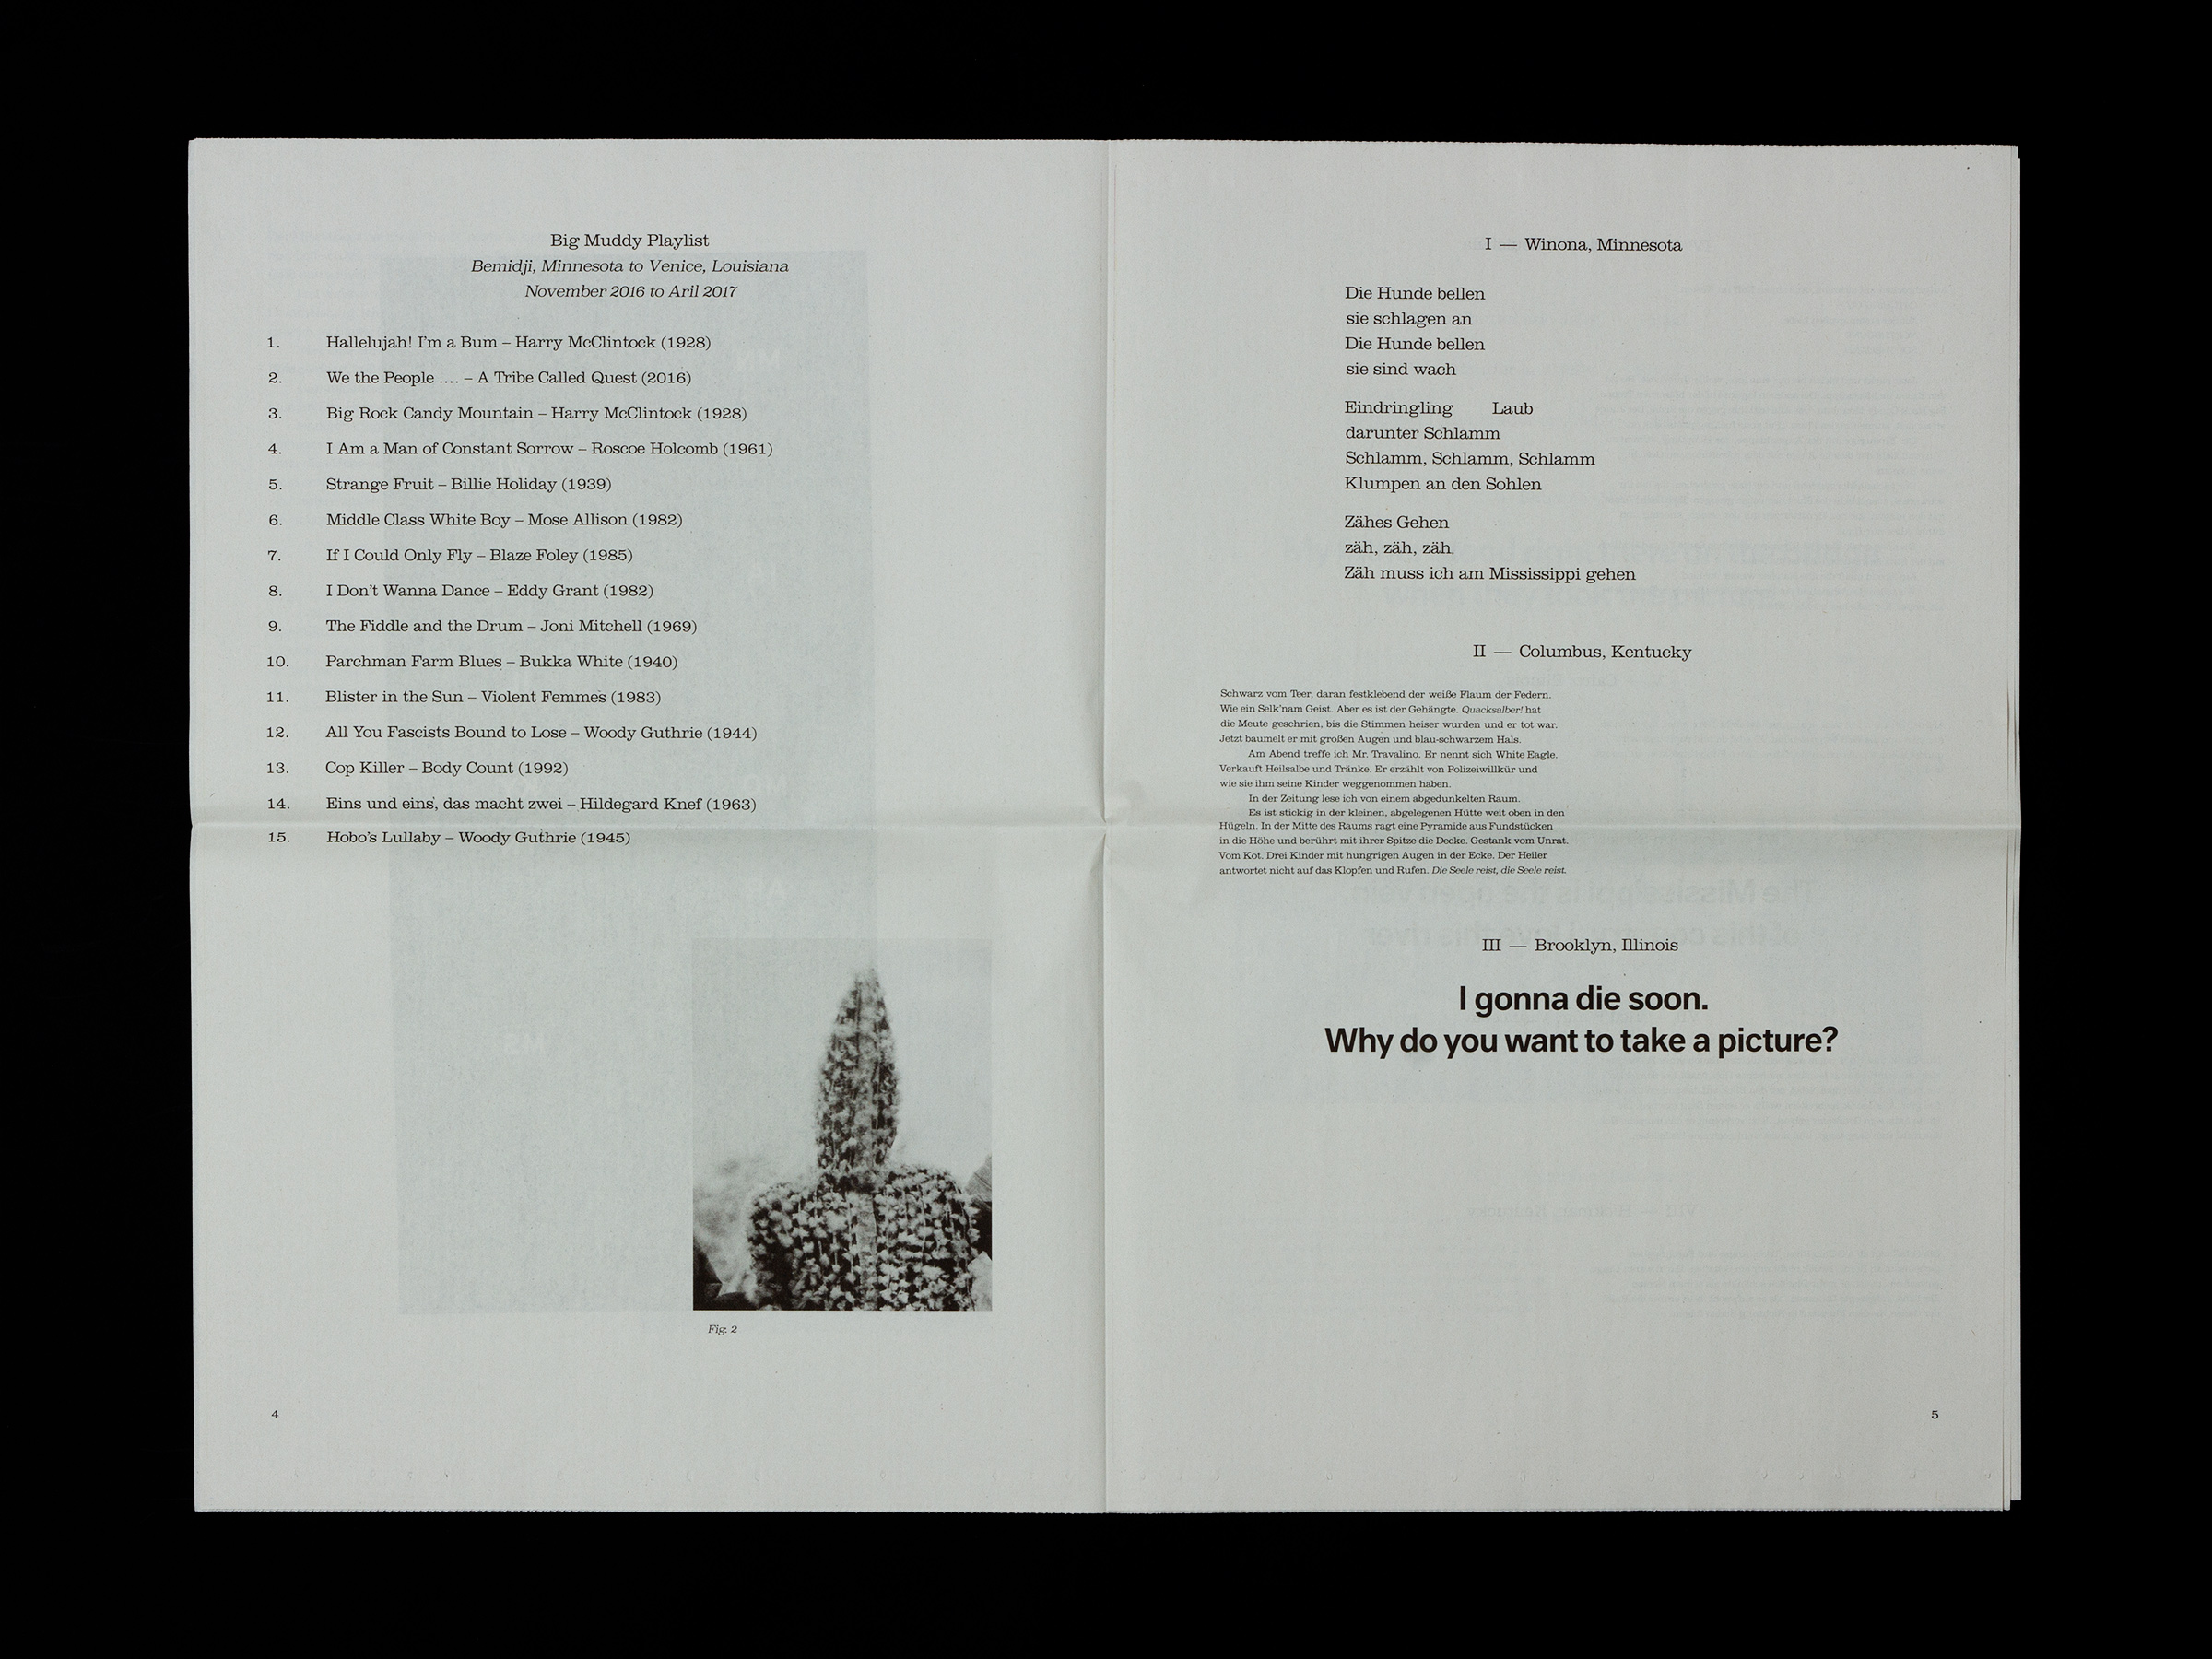 Big Muddy Playlist
Bemidji, Minnesota to Venice, Louisiana
November 2016 to Aril 2017
1. Hallelujah! I'm a Bum – Harry McClintock (1928)
2. We the People .... – A Tribe Called Quest (2016)
3. Big Rock Candy Mountain – Harry McClintock (1928)
4. I Am a Man of Constant Sorrow – Roscoe Holcomb (1961)
5. Strange Fruit – Billie Holiday (1939)
6. Middle Class White Boy – Mose Allison (1982)
7. If I Could Only Fly – Blaze Foley (1985)
8. I Don't Wanna Dance – Eddy Grant (1982)
9. The Fiddle and the Drum – Joni Mitchell (1969)
10. Parchman Farm Blues – Bukka White (1940)
11. Blister in the Sun – Violent Femmes (1983)
12. All You Fascists Bound to Lose – Woody Guthrie (1944)
13. Cop Killer – Body Count (1992)
14. Eins und eins, das macht zwei – Hildegard Knef (1963)
15. Hobo's Lullaby – Woody Guthrie (1945)
Fig. 2
4
I — Winona, Minnesota
Die Hunde bellen
sie schlagen an
Die Hunde bellen
sie sind wach
Eindringling Laub
darunter Schlamm
Schlamm, Schlamm, Schlamm
Klumpen an den Sohlen
Zähes Gehen
zäh, zäh, zäh.
Zäh muss ich am Mississippi gehen
II — Columbus, Kentucky
Schwarz vom Teer, daran festklebend der weiße Flaum der Federn.
Wie ein Selk'nam Geist. Aber es ist der Gehängte. Quacksalber! hat
die Meute geschrien, bis die Stimmen heiser wurden und er tot war.
Jetzt baumelt er mit großen Augen und blau-schwarzem Hals.
Am Abend treffe ich Mr. Travalino. Er nennt sich White Eagle.
Verkauft Heilsalbe und Tränke. Er erzählt von Polizeiwillkür und
wie sie ihm seine Kinder weggenommen haben.
In der Zeitung lese ich von einem abgedunkelten Raum.
Es ist stickig in der kleinen, abgelegenen Hütte weit oben in den
Hügeln. In der Mitte des Raums ragt eine Pyramide aus Fundstücken
in die Höhe und berührt mit ihrer Spitze die Decke. Gestank vom Unrat.
Vom Kot. Drei Kinder mit hungrigen Augen in der Ecke. Der Heiler
antwortet nicht auf das Klopfen und Rufen. Die Seele reist, die Seele reist.
III — Brooklyn, Illinois
I gonna die soon.
Why do you want to take a picture?
5